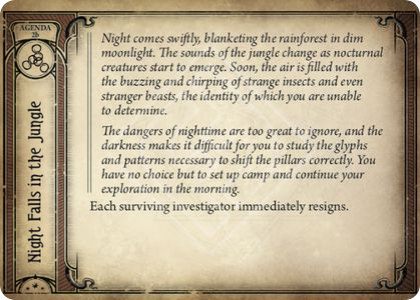 AGENDA
2b
Night Falls in the Jungle
Night comes swiftly, blanketing the rainforest in dim
moonlight. The sounds of the jungle change as nocturnal
creatures start to emerge. Soon, the air is filled with
the buzzing and chirping of strange insects and even
stranger beasts, the identity of which you are unable
to determine.
The dangers of nighttime are too great to ignore, and the
darkness makes it difficult for you to study the glyphs
and patterns necessary to shift the pillars correctly. You
have no choice but to set up camp and continue your
exploration in the morning.
Each surviving investigator immediately resigns.